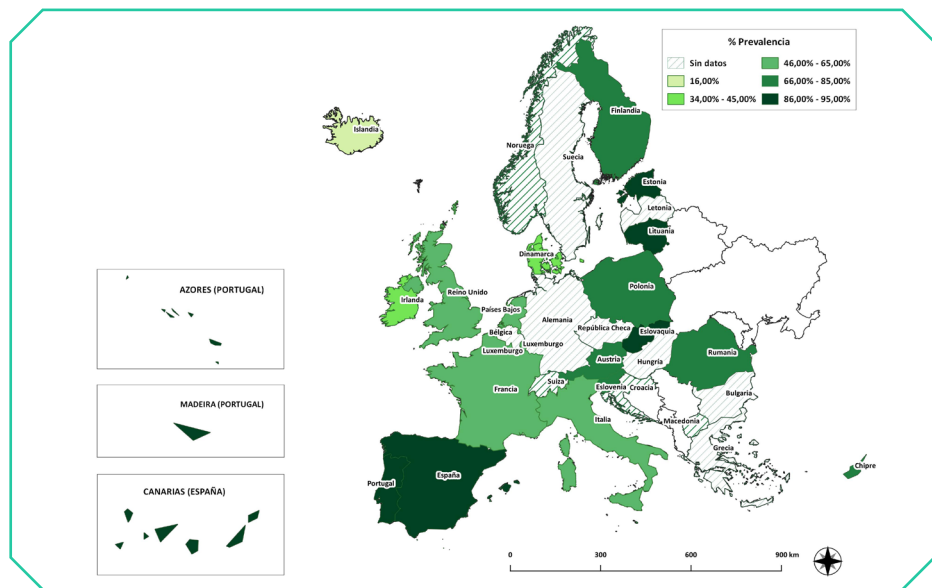 % Prevalencia
Sin datos
16,00%
34,00% - 45,00%
46,00% - 65,00%
66,00% - 85,00%
86,00% - 95,00%
Islandia
Finlandia
Noruega
Suecia
Estonia
Letonia
Lituania
Dinamarca
Irlanda
Reino Unido
Países Bajos
Polonia
Alemania
Bélgica
República Checa
Eslovaquia
Luxemburgo
Luxemburgo
Austria
Hungría
Rumania
Suiza
Francia
Eslovenia
Croacia
Bulgaria
Italia
Macedonia
Grecia
Chipre
Portugal
España
AZORES (PORTUGAL)
MADEIRA (PORTUGAL)
CANARIAS (ESPAÑA)
0 300 600 900 km